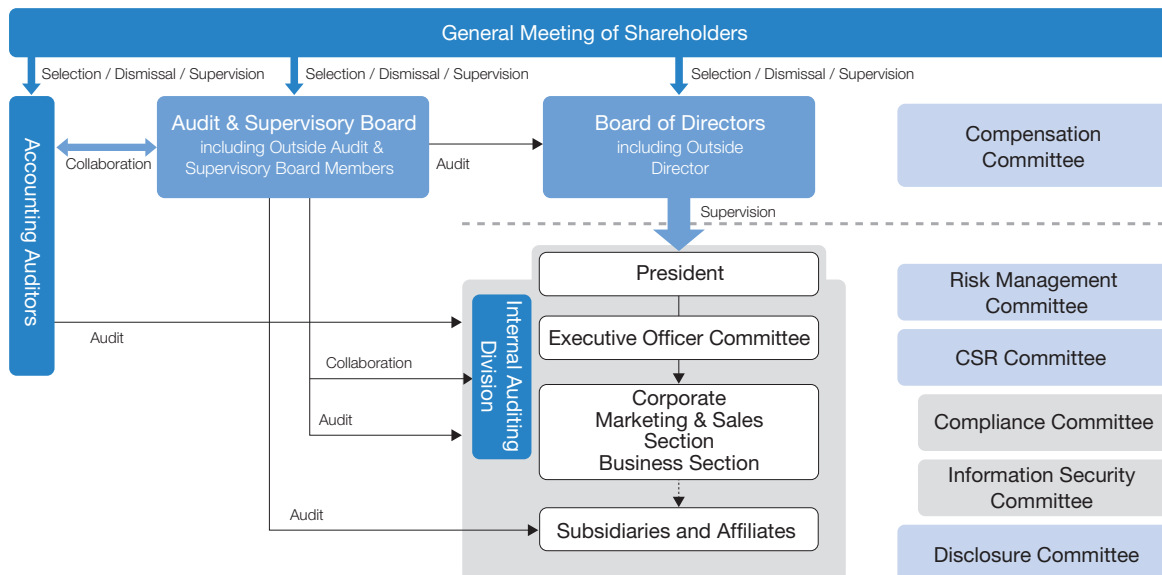 General Meeting of Shareholders
Selection / Dismissal / Supervision
Selection / Dismissal / Supervision
Selection / Dismissal / Supervision
Accounting Auditors
Collaboration
Audit & Supervisory Board
including Outside Audit &
Supervisory Board Members
Audit
Board of Directors
including Outside
Director
Compensation
Committee
Supervision
President
Risk Management
Committee
Audit
Internal Auditing
Division
Executive Officer Committee
CSR Committee
Collaboration
Corporate
Marketing & Sales
Section
Business Section
Audit
Compliance Committee
Information Security
Committee
Audit
Subsidiaries and Affiliates
Disclosure Committee